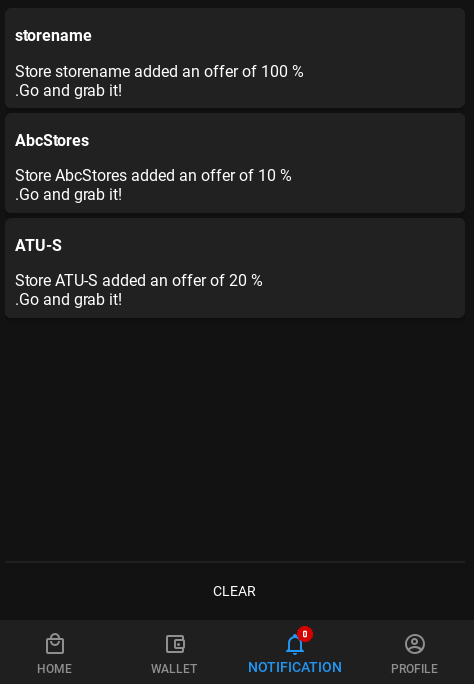 storename
Store storename added an offer of 100 %
.Go and grab it!
AbcStores
Store AbcStores added an offer of 10 %
.Go and grab it!
ATU-S
Store ATU-S added an offer of 20 %
.Go and grab it!
CLEAR
0
HOME WALLET NOTIFICATION PROFILE